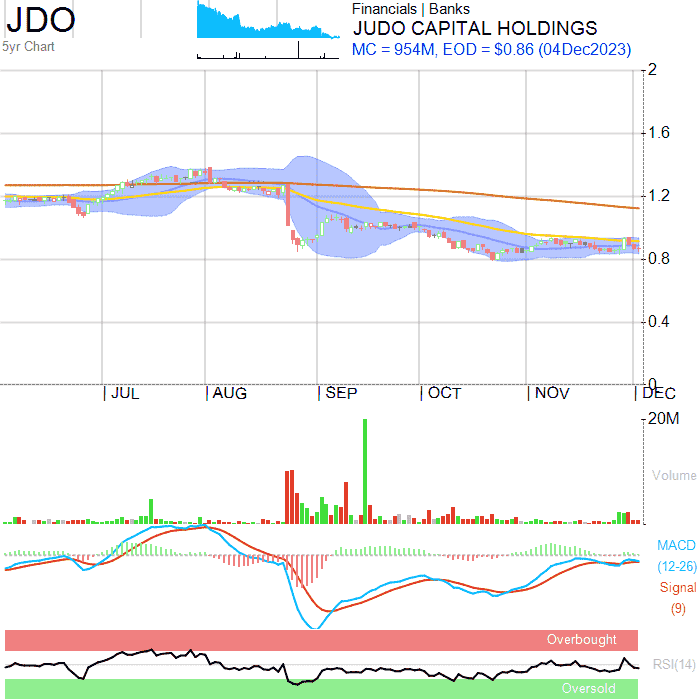 JDO
5yr Chart
Financials | Banks
JUDO CAPITAL HOLDINGS
MC = 954M, EOD = $0.86 (04Dec2023)
2
1.6
1.2
0.8
0.4
0
JUL AUG SEP OCT NOV DEC
20M
Volume
MACD
(12-26)
Signal
(9)
Overbought
RSI(14)
Oversold